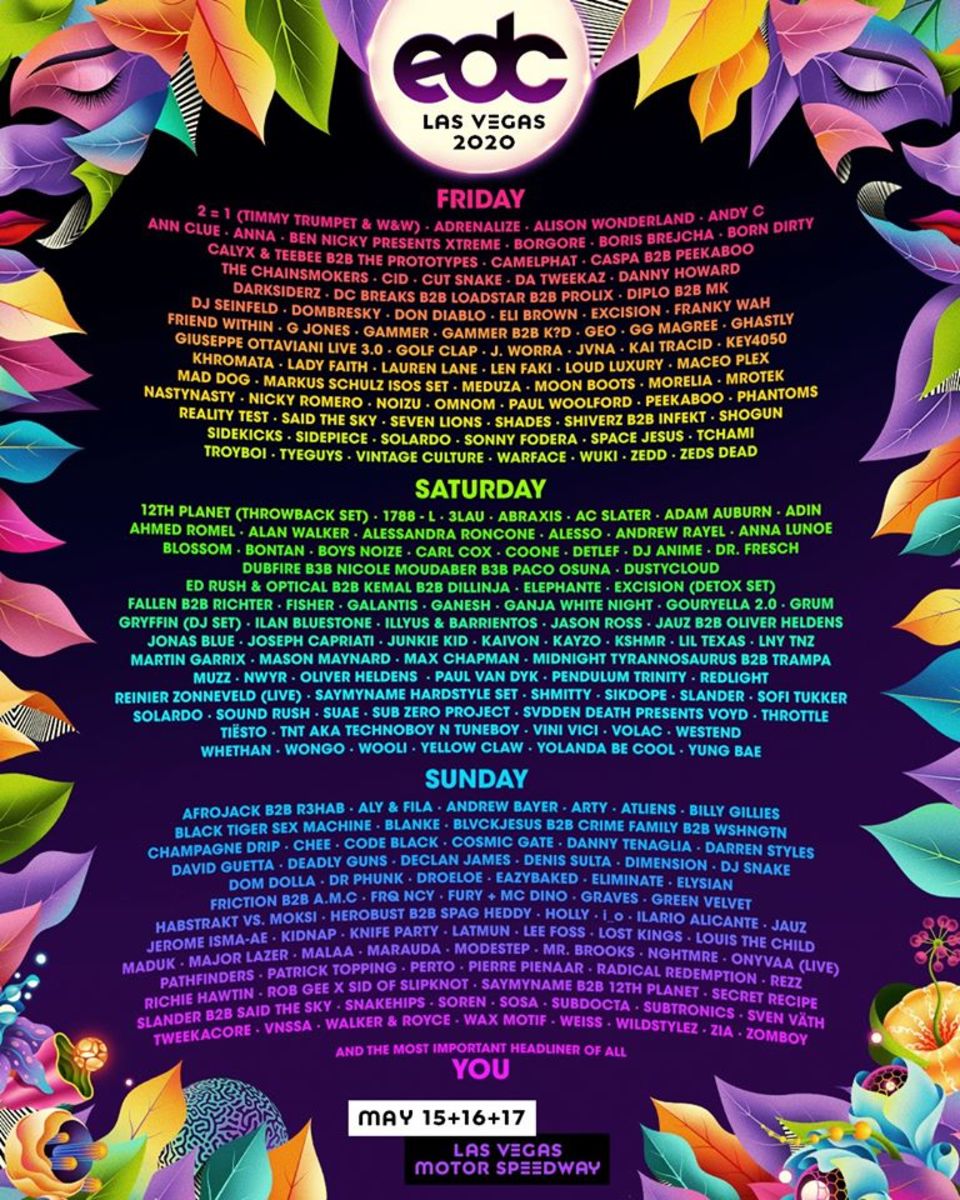 edc
LAS VEGAS
2020
FRIDAY
2 = 1 (TIMMY TRUMPET & W&W) · ADRENALIZE · ALISON WONDERLAND · ANDY C
ANN CLUE · ANNA · BEN NICKY PRESENTS XTREME · BORGORE · BORIS BREJCHA · BORN DIRTY
CALYX & TEEBEE B2B THE PROTOTYPES · CAMELPHAT · CASPA B2B PEEKABOO
THE CHAINSMOKERS · CID · CUT SNAKE · DA TWEEKAZ · DANNY HOWARD
DARKSIDERZ · DC BREAKS B2B LOADSTAR B2B PROLIX · DIPLO B2B MK
DJ SEINFELD · DOMBRESKY · DON DIABLO · ELI BROWN · EXCISION · FRANKY WAH
FRIEND WITHIN · G JONES · GAMMER · GAMMER B2B K?D · GEO · GG MAGREE · GHASTLY
GIUSEPPE OTTAVIANI LIVE 3.0 · GOLF CLAP · J. WORRA · JVNA · KAI TRACID · KEY4050
KHROMATA · LADY FAITH · LAUREN LANE · LEN FAKI · LOUD LUXURY · MACEO PLEX
MAD DOG · MARKUS SCHULZ ISOS SET · MEDUZA · MOON BOOTS · MORELIA · MROTEK
NASTYNASTY · NICKY ROMERO · NOIZU · OMNOM · PAUL WOOLFORD · PEEKABOO · PHANTOMS
REALITY TEST · SAID THE SKY · SEVEN LIONS · SHADES · SHIVERZ B2B INFEKT · SHOGUN
SIDEKICKS · SIDEPIECE · SOLARDO · SONNY FODERA · SPACE JESUS · TCHAMI
TROYBOI · TYEGUYS · VINTAGE CULTURE · WARFACE · WUKI · ZEDD · ZEDS DEAD
SATURDAY
12TH PLANET (THROWBACK SET) · 1788 - L · 3LAU · ABRAXIS · AC SLATER · ADAM AUBURN · ADIN
AHMED ROMEL · ALAN WALKER · ALESSANDRA RONCONE · ALESSO · ANDREW RAYEL · ANNA LUNOE
BLOSSOM · BONTAN · BOYS NOIZE · CARL COX · COONE · DETLEF · DJ ANIME · DR. FRESCH
DUBFIRE B3B NICOLE MOUDABER B3B PACO OSUNA · DUSTYCLOUD
ED RUSH & OPTICAL B2B KEMAL B2B DILLINJA · ELEPHANTE · EXCISION (DETOX SET)
FALLEN B2B RICHTER · FISHER · GALANTIS · GANESH · GANJA WHITE NIGHT · GOURYELLA 2.0 · GRUM
GRYFFIN (DJ SET) · ILAN BLUESTONE · ILLYUS & BARRIENTOS · JASON ROSS · JAUZ B2B OLIVER HELDENS
JONAS BLUE · JOSEPH CAPRIATI · JUNKIE KID · KAIVON · KAYZO · KSHMR · LIL TEXAS · LNY TNZ
MARTIN GARRIX · MASON MAYNARD · MAX CHAPMAN · MIDNIGHT TYRANNOSAURUS B2B TRAMPA
MUZZ · NWYR · OLIVER HELDENS · PAUL VAN DYK · PENDULUM TRINITY · REDLIGHT
REINIER ZONNEVELD (LIVE) · SAYMYNAME HARDSTYLE SET · SHMITTY · SIKDOPE · SLANDER · SOFI TUKKER
SOLARDO · SOUND RUSH · SUAE · SUB ZERO PROJECT · SVDDEN DEATH PRESENTS VOYD · THROTTLE
TIËSTO · TNT AKA TECHNOBOY N TUNEBOY · VINI VICI · VOLAC · WESTEND
WHETHAN · WONGO · WOOLI · YELLOW CLAW · YOLANDA BE COOL · YUNG BAE
SUNDAY
AFROJACK B2B R3HAB · ALY & FILA · ANDREW BAYER · ARTY · ATLIENS · BILLY GILLIES
BLACK TIGER SEX MACHINE · BLANKE · BLVCKJESUS B2B CRIME FAMILY B2B WSHNGTN
CHAMPAGNE DRIP · CHEE · CODE BLACK · COSMIC GATE · DANNY TENAGLIA · DARREN STYLES
DAVID GUETTA · DEADLY GUNS · DECLAN JAMES · DENIS SULTA · DIMENSION · DJ SNAKE
DOM DOLLA · DR PHUNK · DROELOE · EAZYBAKED · ELIMINATE · ELYSIAN
FRICTION B2B A.M.C · FRQ NCY · FURY + MC DINO · GRAVES · GREEN VELVET
HABSTRAKT VS. MOKSI · HEROBUST B2B SPAG HEDDY · HOLLY · i_o · ILARIO ALICANTE · JAUZ
JEROME ISMA-AE · KIDNAP · KNIFE PARTY · LATMUN · LEE FOSS · LOST KINGS · LOUIS THE CHILD
MADUK · MAJOR LAZER · MALAA · MARAUDA · MODESTEP · MR. BROOKS · NGHTMRE · ONYVAA (LIVE)
PATHFINDERS · PATRICK TOPPING · PERTO · PIERRE PIENAAR · RADICAL REDEMPTION · REZZ
RICHIE HAWTIN · ROB GEE X SID OF SLIPKNOT · SAYMYNAME B2B 12TH PLANET · SECRET RECIPE
SLANDER B2B SAID THE SKY · SNAKEHIPS · SOREN · SOSA · SUBDOCTA · SUBTRONICS · SVEN VÄTH
TWEEKACORE · VNSSA · WALKER & ROYCE · WAX MOTIF · WEISS · WILDSTYLEZ · ZIA · ZOMBOY
AND THE MOST IMPORTANT HEADLINER OF ALL
YOU
MAY 15+16+17
LAS VEGAS
MOTOR SPEEDWAY